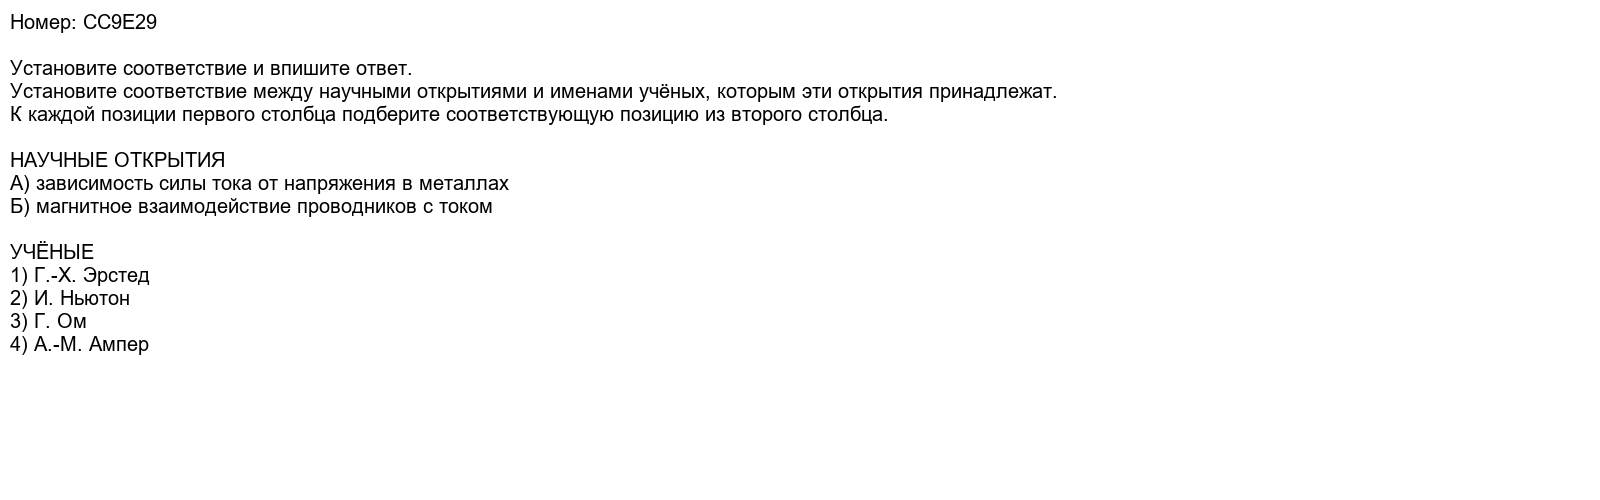 Номер: CC9E29
Установите соответствие и впишите ответ.
Установите соответствие между научными открытиями и именами учёных, которым эти открытия принадлежат.
К каждой позиции первого столбца подберите соответствующую позицию из второго столбца.
НАУЧНЫЕ ОТКРЫТИЯ
А) зависимость силы тока от напряжения в металлах
Б) магнитное взаимодействие проводников с током
УЧЁНЫЕ
1) Г.-Х. Эрстед
2) И. Ньютон
3) Г. Ом
4) А.-М. Ампер